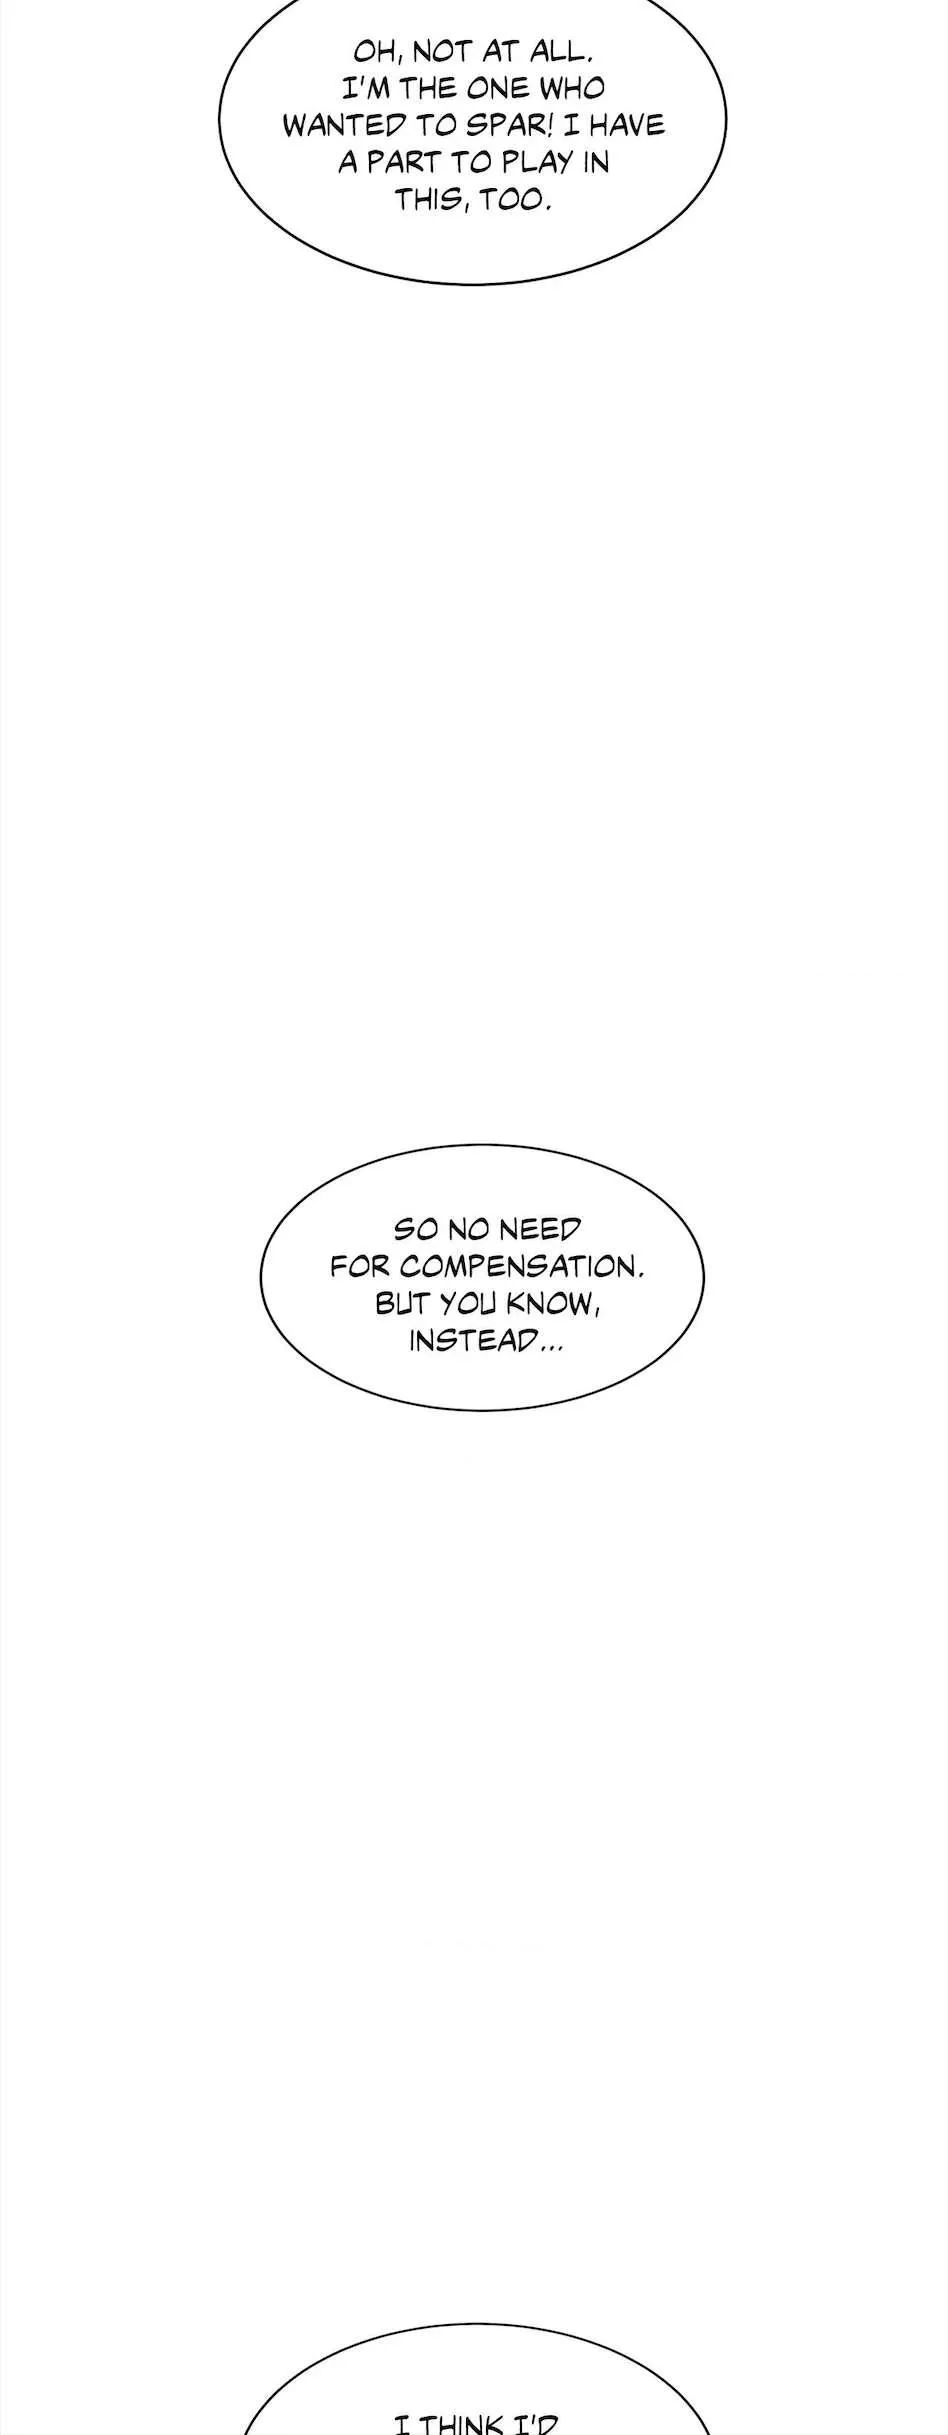 OH, NOT AT ALL.
I'M THE ONE WHO
WANTED TO SPAR! I HAVE
A PART TO PLAY IN
THIS, TOO.
SO NO NEED
FOR COMPENSATION.
BUT YOU KNOW,
INSTEAD...
I THINK I'D